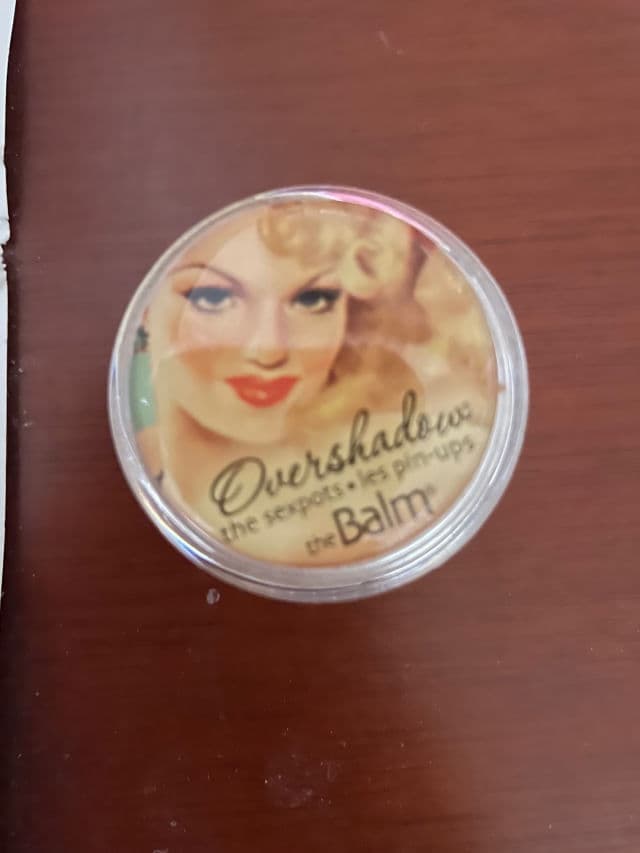 Overshadow:
the sexpots • les pin-ups
theBalm®